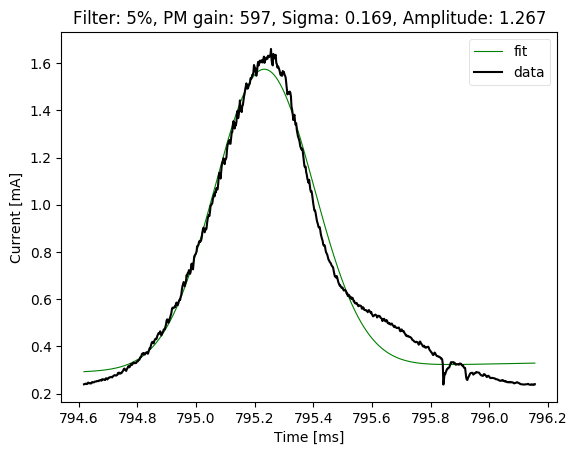 Filter: 5%, PM gain: 597, Sigma: 0.169, Amplitude: 1.267
fit
data
1.6
1.4
1.2
1.0
0.8
0.6
0.4
0.2
Current [mA]
794.6 794.8 795.0 795.2 795.4 795.6 795.8 796.0 796.2
Time [ms]